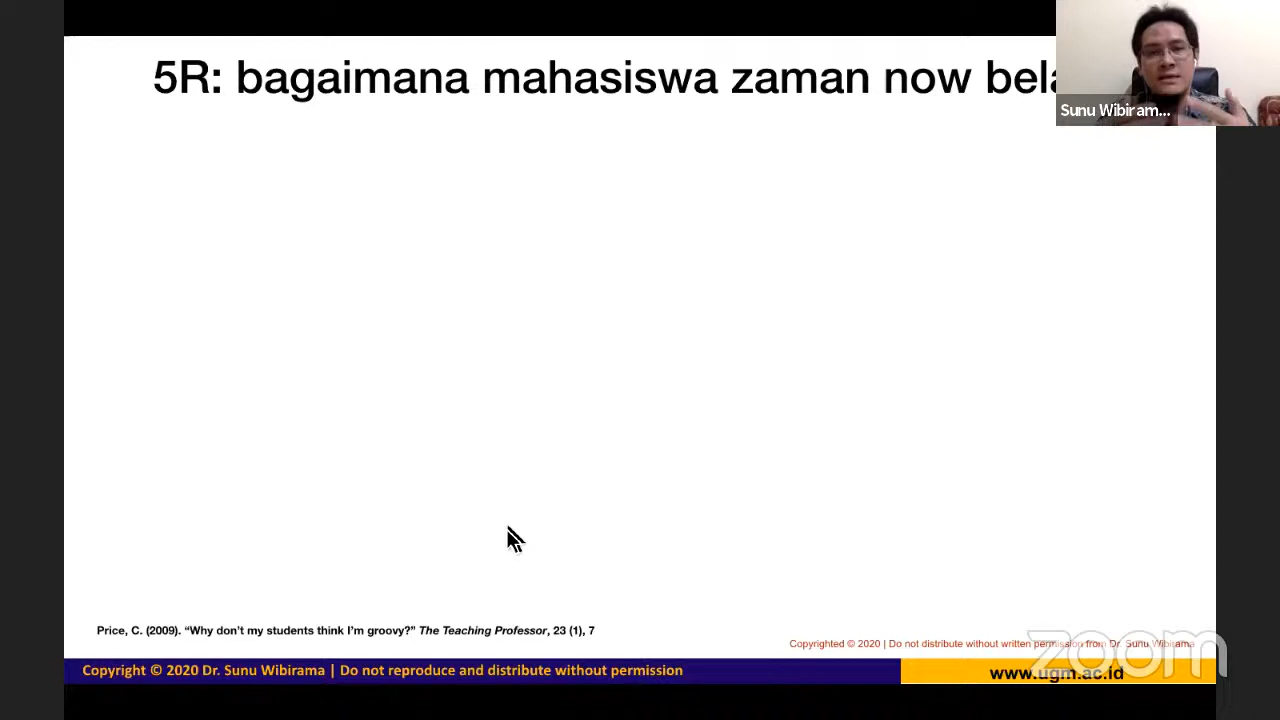 5R: bagaimana mahasiswa zaman now
Sunu Wibiram...
Price, C. (2009). “Why don’t my students think I’m groovy?” The Teaching Professor, 23 (1), 7
Copyrighted © 2020 | Do not distribute without written permission from Dr. Sunu Wibirama
zoom
Copyright © 2020 Dr. Sunu Wibirama | Do not reproduce and distribute without permission
www.ugm.ac.id